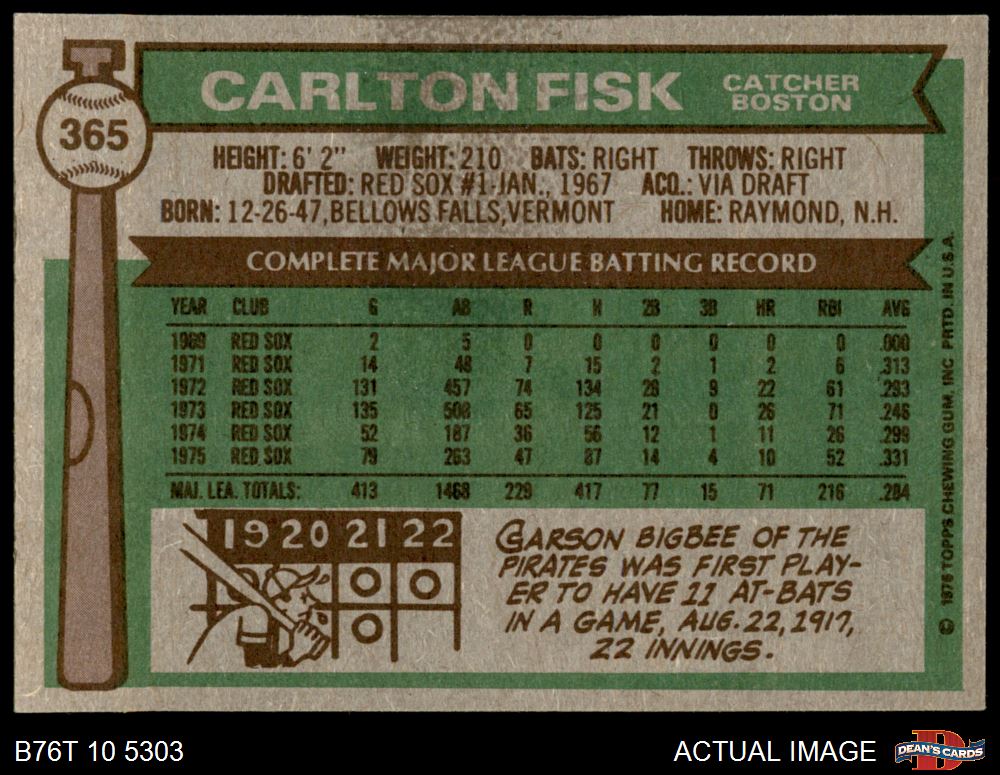 365
CARLTON FISK
CATCHER
BOSTON
HEIGHT: 6' 2" WEIGHT: 210 BATS: RIGHT THROWS: RIGHT
DRAFTED: RED SOX #1-JAN., 1967 ACQ.: VIA DRAFT
BORN: 12-26-47, BELLOWS FALLS, VERMONT HOME: RAYMOND, N.H.
COMPLETE MAJOR LEAGUE BATTING RECORD
YEAR CLUB G AB R H 2B 3B HR RBI AVG
1969 RED SOX 2 5 0 0 0 0 0 0 .000
1971 RED SOX 14 48 7 15 2 1 2 6 .313
1972 RED SOX 131 457 74 134 28 9 22 61 .293
1973 RED SOX 135 508 65 125 21 0 26 71 .246
1974 RED SOX 52 187 36 56 12 1 11 26 .299
1975 RED SOX 79 263 47 87 14 4 10 52 .331
MAJ. LEA. TOTALS: 413 1468 229 417 77 15 71 216 .284
19 20 21 22
CARSON BIGBEE OF THE
PIRATES WAS FIRST PLAY-
ER TO HAVE 11 AT-BATS
IN A GAME, AUG. 22, 1917,
22 INNINGS.
© 1976 TOPPS CHEWING GUM, INC PRTD. IN U.S.A.
B76T 10 5303
ACTUAL IMAGE
DEAN'S CARDS